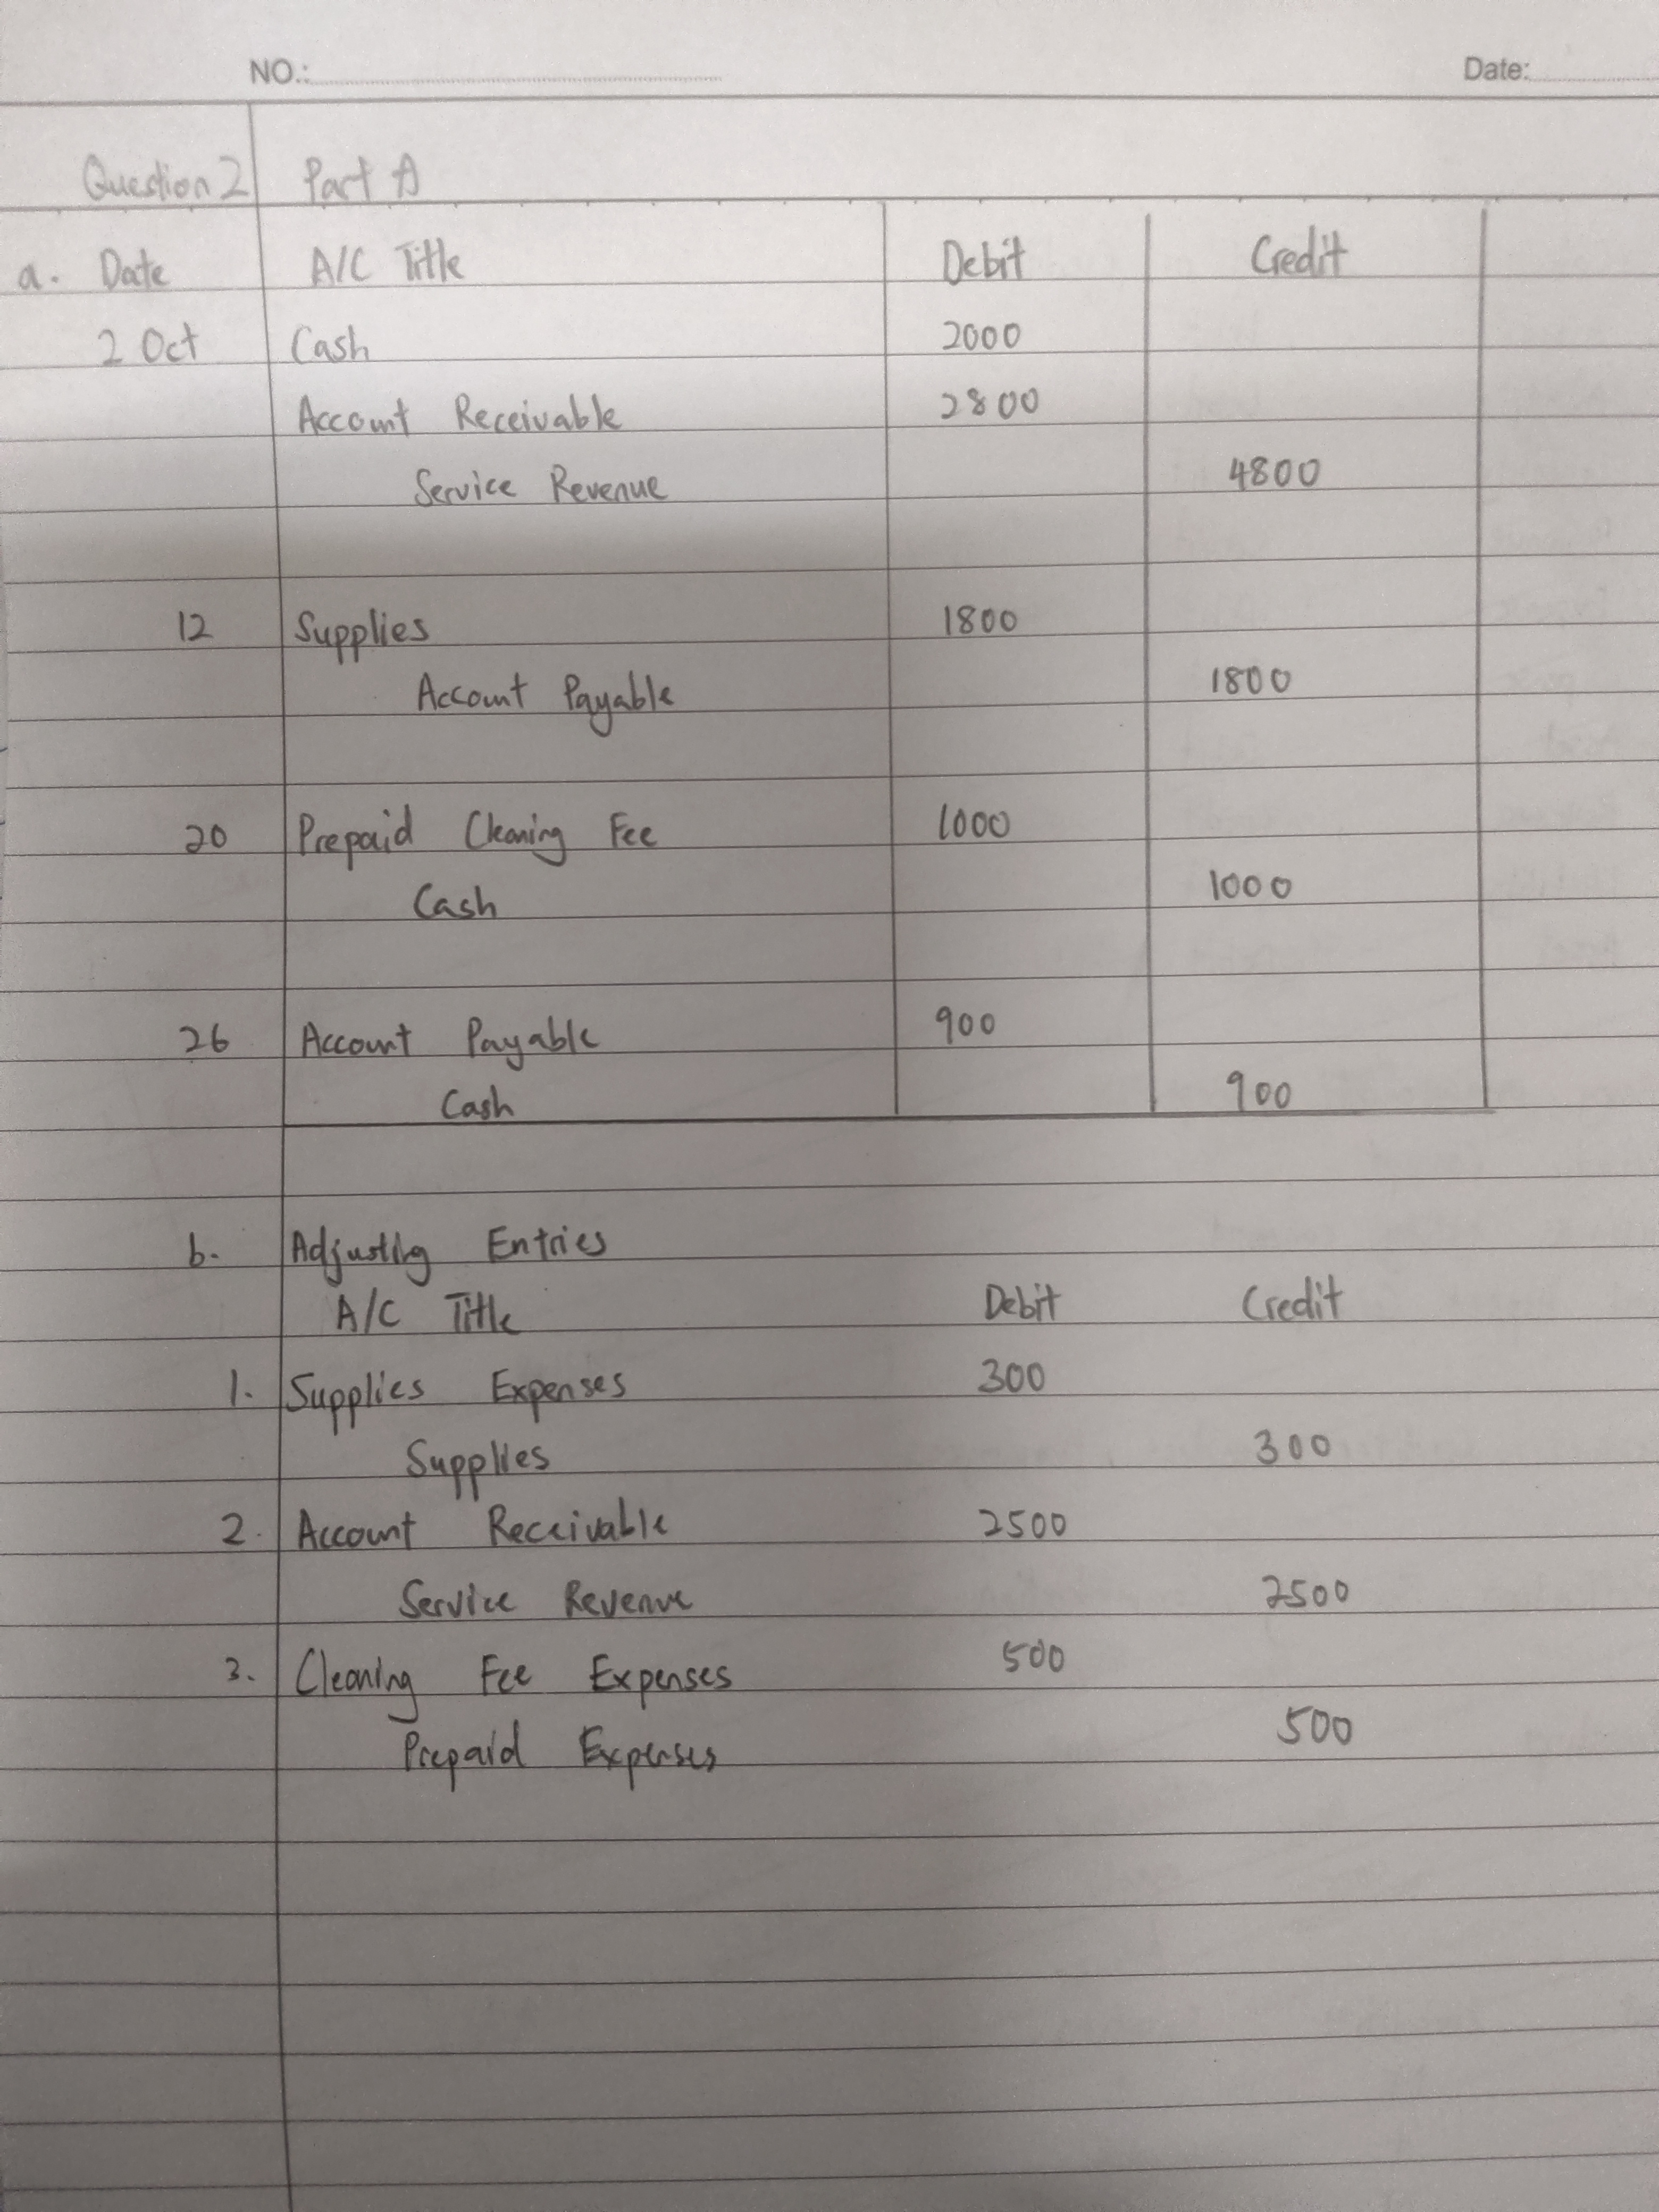 NO.: Date:
Question 2 Part A
a. Date A/C Title Debit Credit
2 Oct Cash 2000
Account Receivable 2800
Service Revenue 4800
12 Supplies 1800
Account Payable 1800
20 Prepaid Cleaning Fee 1000
Cash 1000
26 Account Payable 900
Cash 900
b. Adjusting Entries
A/C Title Debit Credit
1. Supplies Expenses 300
Supplies 300
2. Account Receivable 2500
Service Revenue 2500
3. Cleaning Fee Expenses 500
Prepaid Expenses 500